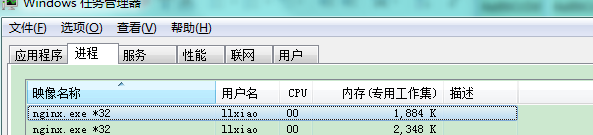 Windows 任务管理器
文件(F) 选项(O) 查看(V) 帮助(H)
应用程序 进程 服务 性能 联网 用户
映像名称 用户名 CPU 内存(专用工作集) 描述
nginx.exe *32 llxiao 00 1,884 K
nginx.exe *32 llxiao 00 2,348 K